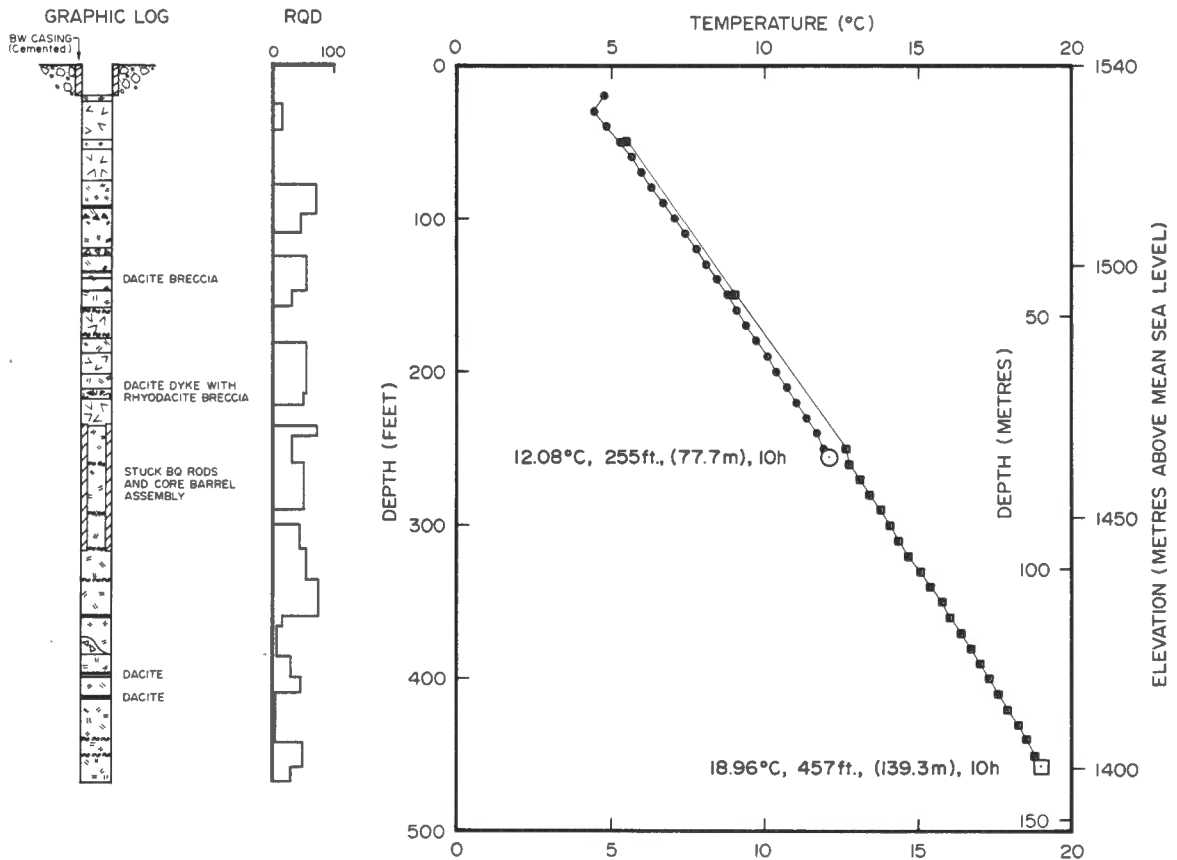 GRAPHIC LOG
BW CASING
(Cemented)
DACITE BRECCIA
DACITE DYKE WITH
RHYODACITE BRECCIA
STUCK BQ RODS
AND CORE BARREL
ASSEMBLY
DACITE
DACITE
RQD
0 100
TEMPERATURE (°C)
5 10 15 20
0
100
200
300
400
500
DEPTH (FEET)
12.08°C, 255ft., (77.7m), 10h
18.96°C, 457ft., (139.3m), 10h
0 5 10 15 20
DEPTH (METRES)
50
100
150
1540
1500
1450
1400
ELEVATION (METRES ABOVE MEAN SEA LEVEL)